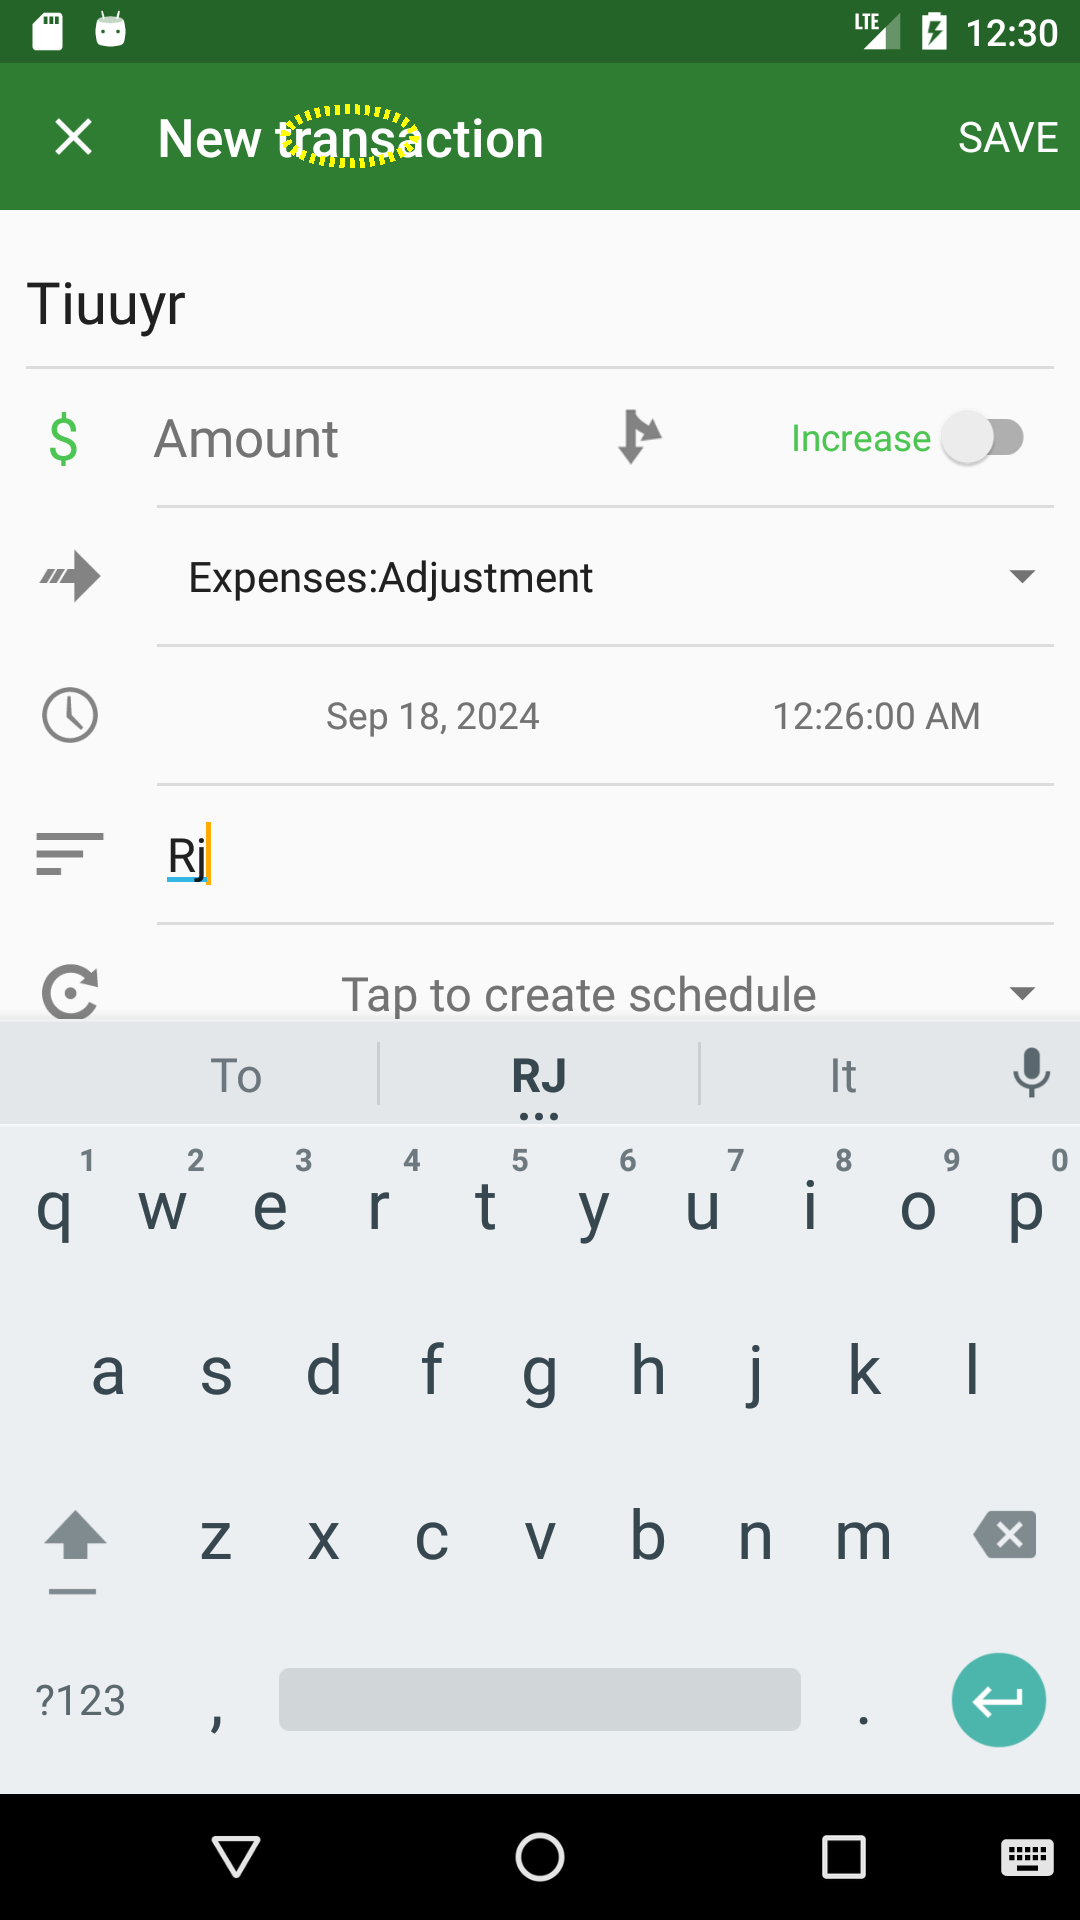 LTE 12:30
New transaction SAVE
Tiuuyr
$ Amount Increase
Expenses:Adjustment
Sep 18, 2024 12:26:00 AM
Rj
Tap to create schedule
To RJ It
1 2 3 4 5 6 7 8 9 0
q w e r t y u i o p
a s d f g h j k l
z x c v b n m
?123 , .